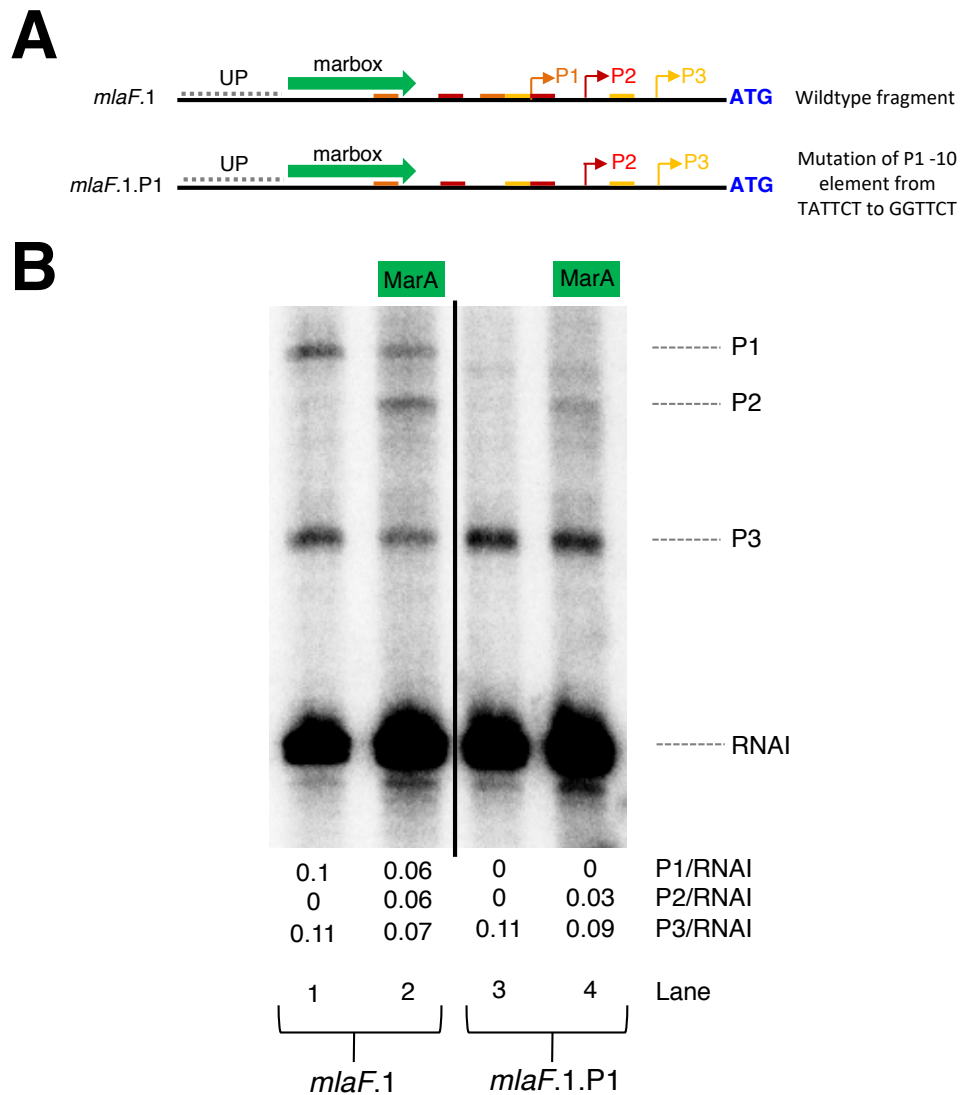 A
UP marbox P1 P2 P3
mlaF.1 ATG Wildtype fragment
UP marbox P2 P3
mlaF.1.P1 ATG
Mutation of P1 -10
element from
TATTCT to GGTTCT
B
MarA MarA
P1
P2
P3
RNAI
0.1 0.06 0 0 P1/RNAI
0 0.06 0 0.03 P2/RNAI
0.11 0.07 0.11 0.09 P3/RNAI
1 2 3 4 Lane
mlaF.1 mlaF.1.P1